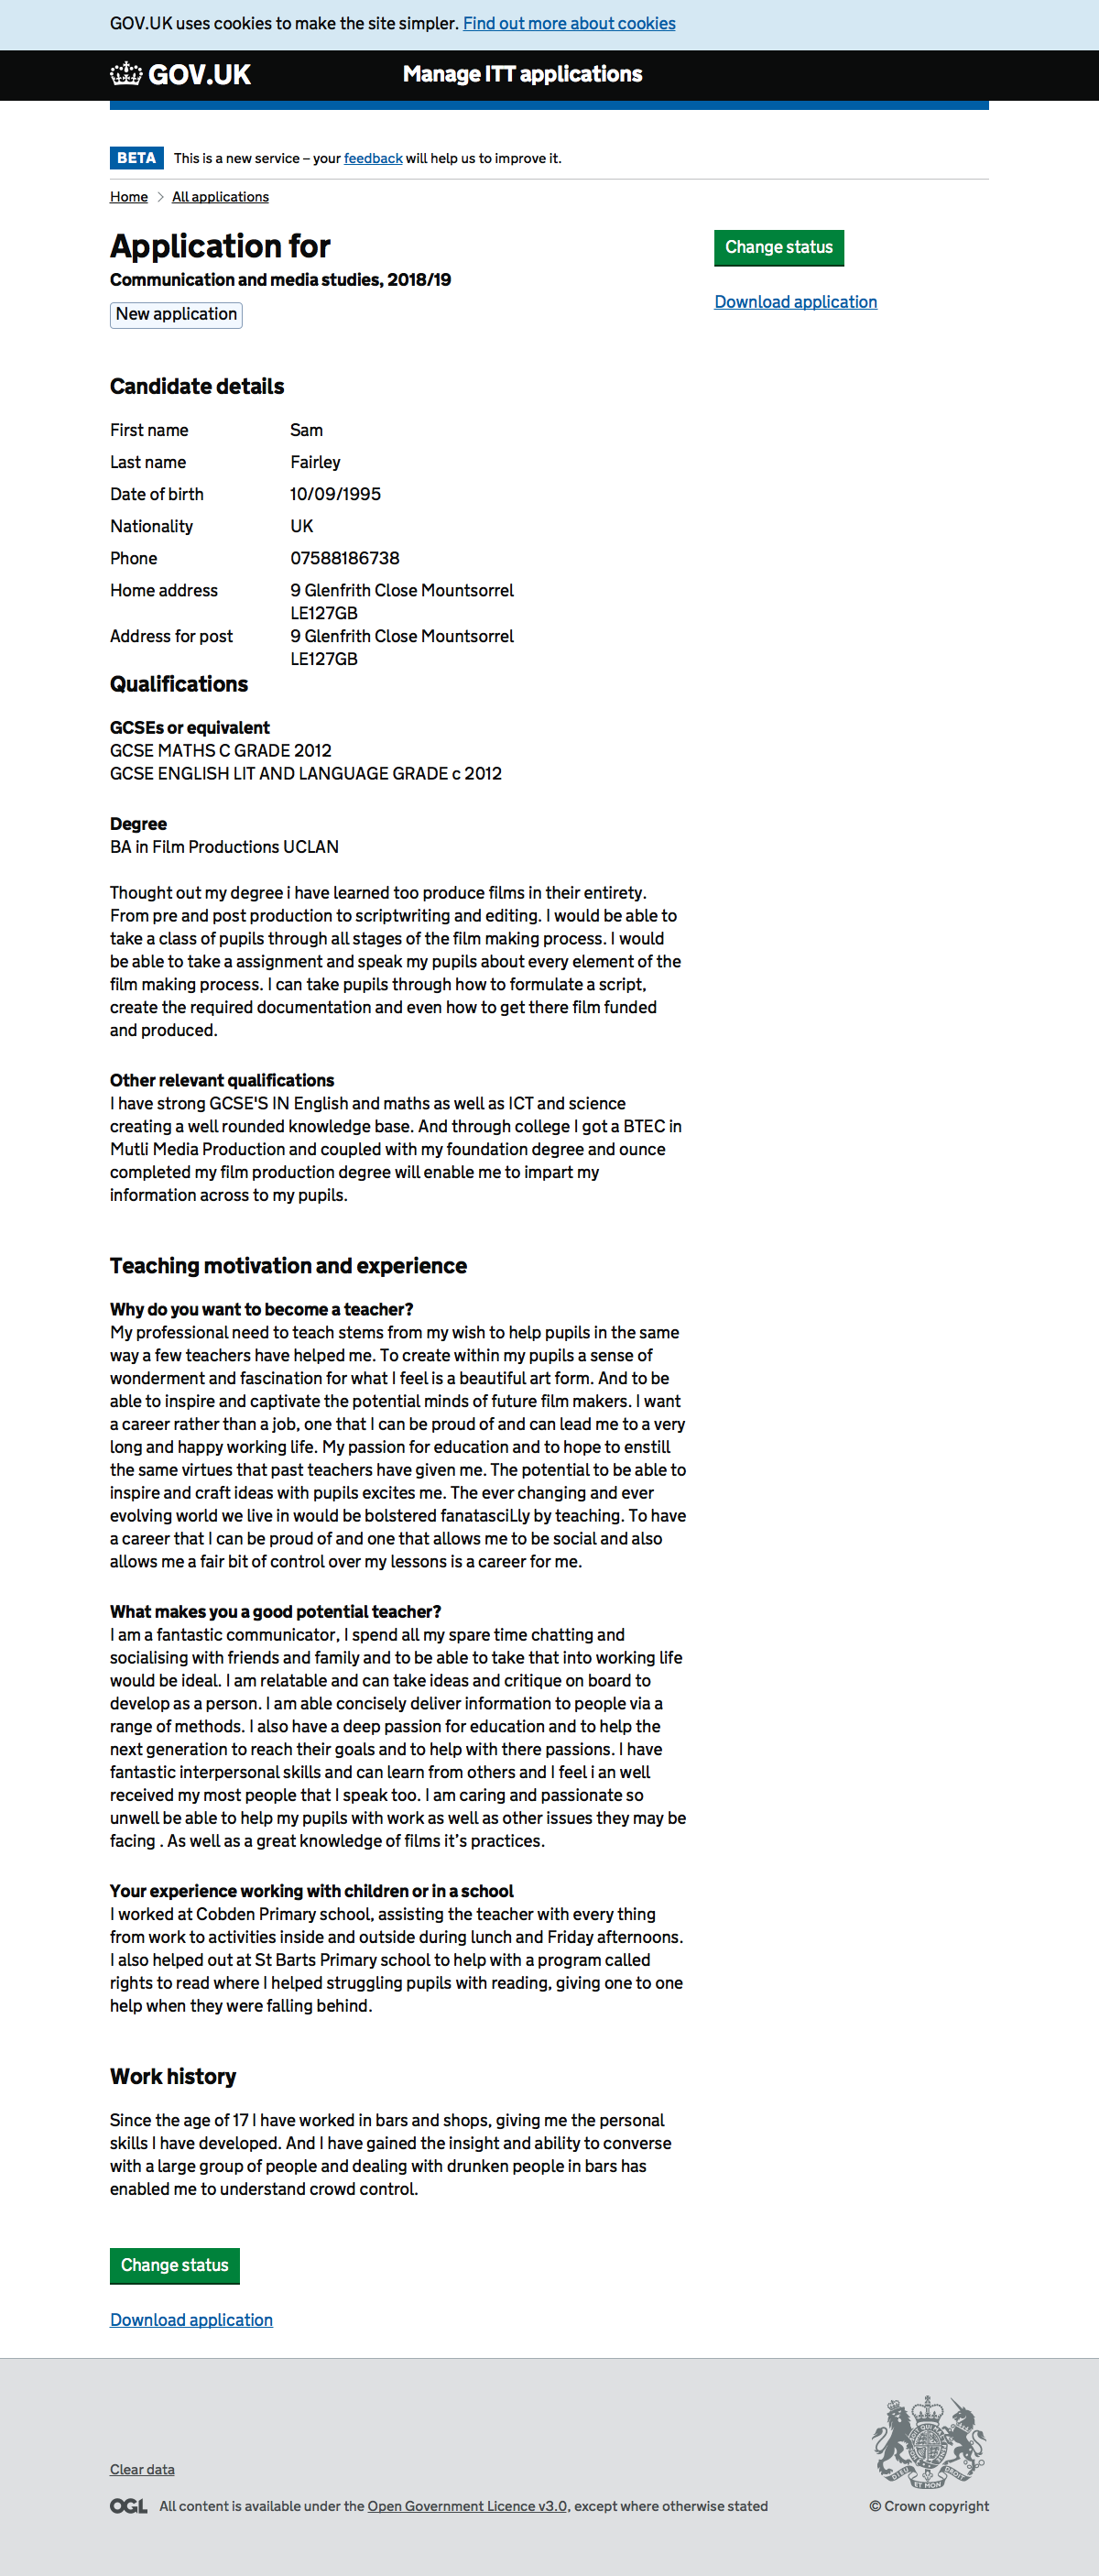 GOV.UK uses cookies to make the site simpler. Find out more about cookies
GOV.UK
Manage ITT applications
BETA This is a new service – your feedback will help us to improve it.
Home > All applications
Application for
Communication and media studies, 2018/19
New application
Change status
Download application
Candidate details
First name Sam
Last name Fairley
Date of birth 10/09/1995
Nationality UK
Phone 07588186738
Home address 9 Glenfrith Close Mountsorrel
LE127GB
Address for post 9 Glenfrith Close Mountsorrel
LE127GB
Qualifications
GCSEs or equivalent
GCSE MATHS C GRADE 2012
GCSE ENGLISH LIT AND LANGUAGE GRADE c 2012
Degree
BA in Film Productions UCLAN
Thought out my degree i have learned too produce films in their entirety.
From pre and post production to scriptwriting and editing. I would be able to
take a class of pupils through all stages of the film making process. I would
be able to take a assignment and speak my pupils about every element of the
film making process. I can take pupils through how to formulate a script,
create the required documentation and even how to get there film funded
and produced.
Other relevant qualifications
I have strong GCSE'S IN English and maths as well as ICT and science
creating a well rounded knowledge base. And through college I got a BTEC in
Mutli Media Production and coupled with my foundation degree and ounce
completed my film production degree will enable me to impart my
information across to my pupils.
Teaching motivation and experience
Why do you want to become a teacher?
My professional need to teach stems from my wish to help pupils in the same
way a few teachers have helped me. To create within my pupils a sense of
wonderment and fascination for what I feel is a beautiful art form. And to be
able to inspire and captivate the potential minds of future film makers. I want
a career rather than a job, one that I can be proud of and can lead me to a very
long and happy working life. My passion for education and to hope to enstill
the same virtues that past teachers have given me. The potential to be able to
inspire and craft ideas with pupils excites me. The ever changing and ever
evolving world we live in would be bolstered fanatasciLly by teaching. To have
a career that I can be proud of and one that allows me to be social and also
allows me a fair bit of control over my lessons is a career for me.
What makes you a good potential teacher?
I am a fantastic communicator, I spend all my spare time chatting and
socialising with friends and family and to be able to take that into working life
would be ideal. I am relatable and can take ideas and critique on board to
develop as a person. I am able concisely deliver information to people via a
range of methods. I also have a deep passion for education and to help the
next generation to reach their goals and to help with there passions. I have
fantastic interpersonal skills and can learn from others and I feel i an well
received my most people that I speak too. I am caring and passionate so
unwell be able to help my pupils with work as well as other issues they may be
facing . As well as a great knowledge of films it’s practices.
Your experience working with children or in a school
I worked at Cobden Primary school, assisting the teacher with every thing
from work to activities inside and outside during lunch and Friday afternoons.
I also helped out at St Barts Primary school to help with a program called
rights to read where I helped struggling pupils with reading, giving one to one
help when they were falling behind.
Work history
Since the age of 17 I have worked in bars and shops, giving me the personal
skills I have developed. And I have gained the insight and ability to converse
with a large group of people and dealing with drunken people in bars has
enabled me to understand crowd control.
Change status
Download application
Clear data
OGL All content is available under the Open Government Licence v3.0, except where otherwise stated
© Crown copyright